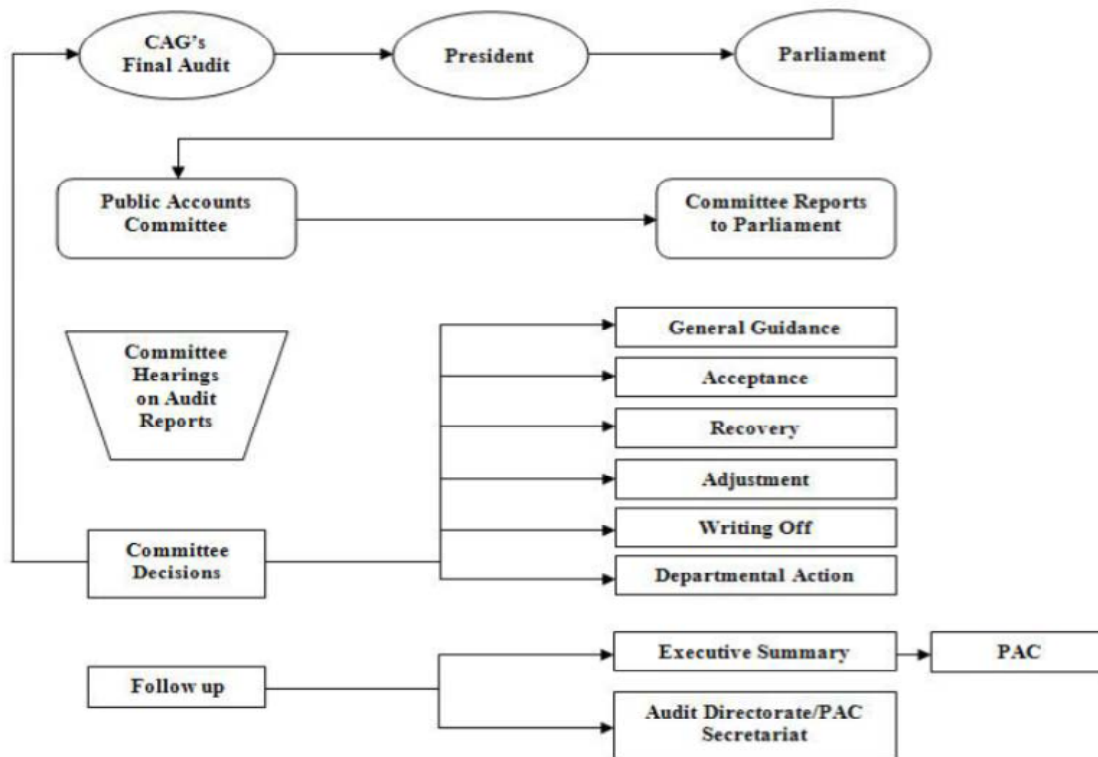 CAG's
Final Audit
President
Parliament
Public Accounts
Committee
Committee Reports
to Parliament
General Guidance
Committee
Hearings
on Audit
Reports
Acceptance
Recovery
Adjustment
Writing Off
Committee
Decisions
Departmental Action
Executive Summary
PAC
Follow up
Audit Directorate/PAC
Secretariat